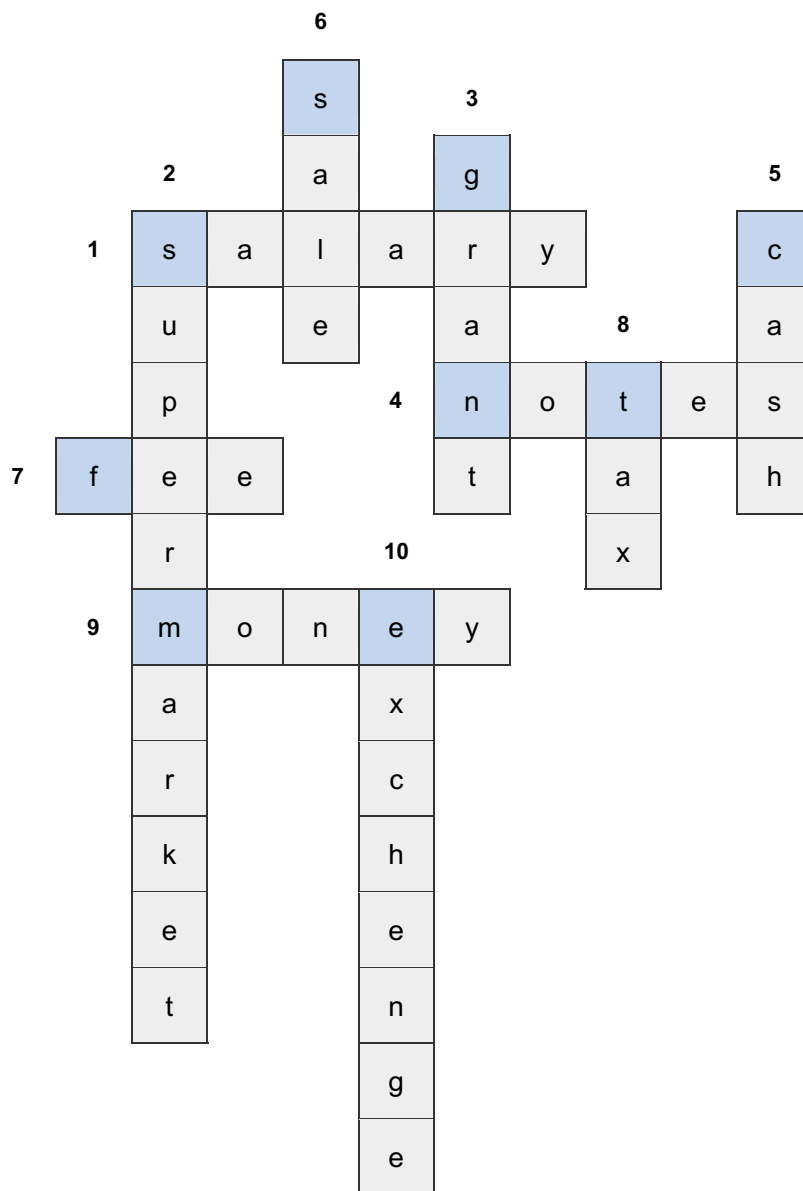 6
s 3
2 a g 5
1 s a l a r y c
u e a 8 a
p 4 n o t e s
7 f e e t a h
r 10 x
9 m o n e y
a x
r c
k h
e e
t n
g
e